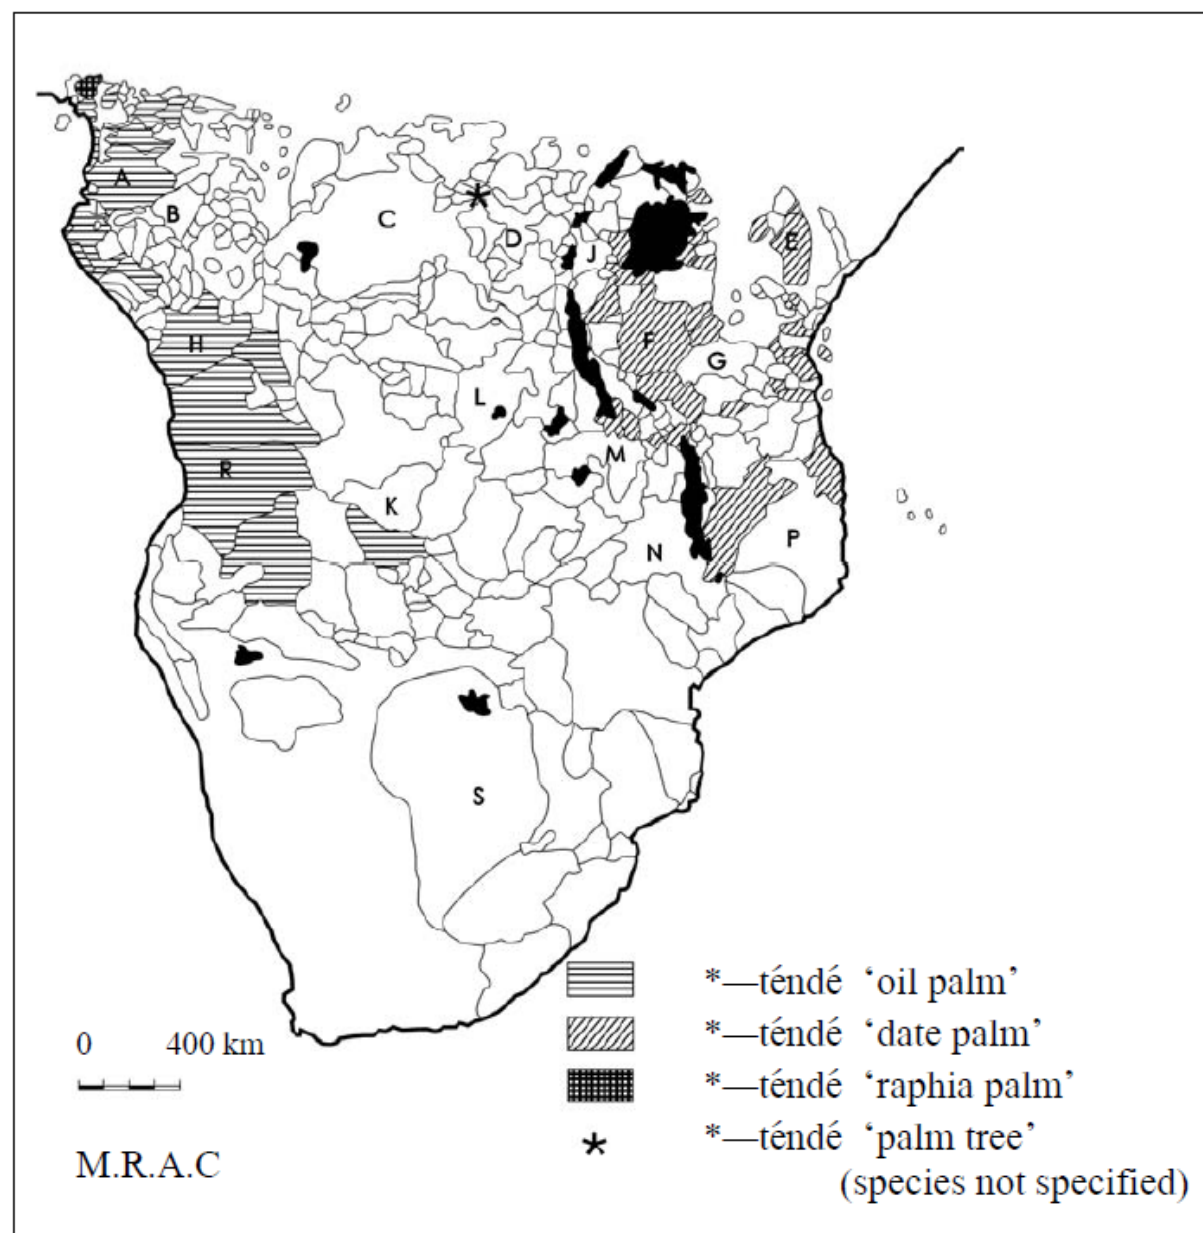 A
B
C
D
E
J
H
F
G
L
M
R
K
N
P
S
*—téndé ‘oil palm’
*—téndé ‘date palm’
*—téndé ‘raphia palm’
*—téndé ‘palm tree’
(species not specified)
0 400 km
M.R.A.C